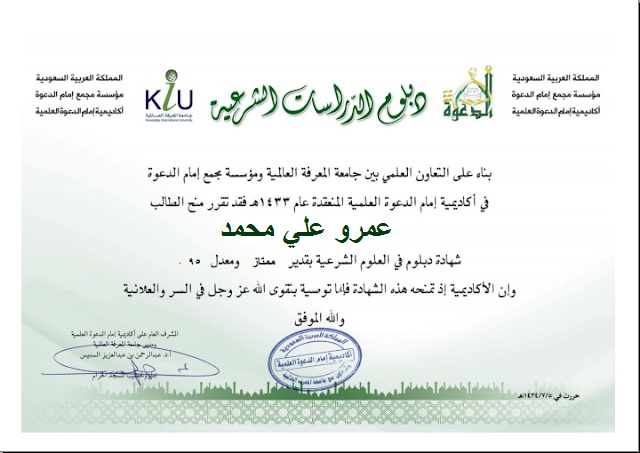 المملكة العربية السعودية
مؤسسة مجمع إمام الدعوة
أكاديمية إمام الدعوة العلمية
الدعوة
دبلوم الدراسات الشرعية
KiU
جامعة المعرفة العالمية
Knowledge International University
المملكة العربية السعودية
مؤسسة مجمع إمام الدعوة
أكاديمية إمام الدعوة العلمية
بناء على التعاون العلمي بين جامعة المعرفة العالمية ومؤسسة مجمع إمام الدعوة
في أكاديمية إمام الدعوة العلمية المنعقدة عام ١٤٣٣هـ فقد تقرر منح الطالب
عمرو علي محمد
شهادة دبلوم في العلوم الشرعية بقدير ممتاز ومعدل ٩٥.
وإن الأكاديمية إذ تمنحه هذه الشهادة فإنما توصية بتقوى الله عز وجل في السر والعلانية
والله الموفق
المشرف العام على أكاديمية إمام الدعوة العلمية
ومدير جامعة المعرفة العالمية
أ.د. عبدالرحمن بن عبدالعزيز السديس
المملكة العربية السعودية
أكاديمية إمام الدعوة العلمية
حررت في ١٤٣٤/٧/٥هـ